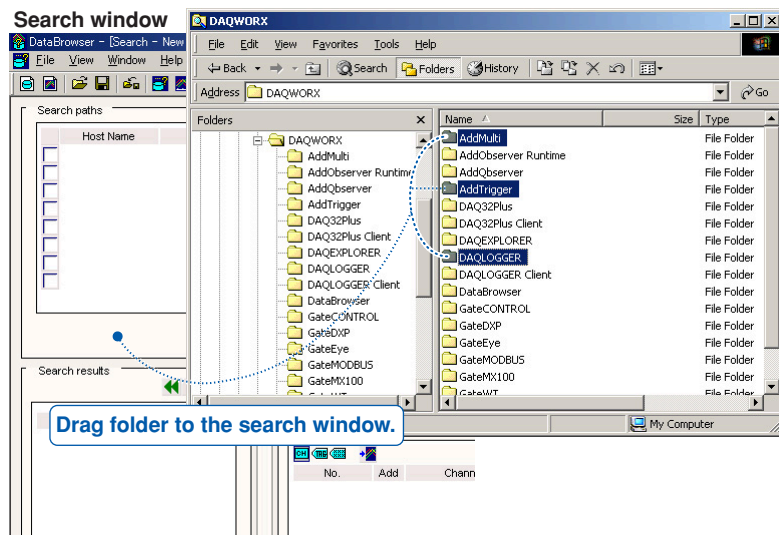 Search window
DataBrowser - [Search - New
File View Window Help
Search paths
Host Name
Search results
DAQWORX
File Edit View Favorites Tools Help
Back Search Folders History
Address DAQWORX Go
Folders
DAQWORX
AddMulti
AddObserver Runtime
AddQbserver
AddTrigger
DAQ32Plus
DAQ32Plus Client
DAQEXPLORER
DAQLOGGER
DAQLOGGER Client
DataBrowser
GateCONTROL
GateDXP
GateEye
GateMODBUS
GateMX100
Name Size Type
AddMulti File Folder
AddObserver Runtime File Folder
AddQbserver File Folder
AddTrigger File Folder
DAQ32Plus File Folder
DAQ32Plus Client File Folder
DAQEXPLORER File Folder
DAQLOGGER File Folder
DAQLOGGER Client File Folder
DataBrowser File Folder
GateCONTROL File Folder
GateDXP File Folder
GateEye File Folder
GateMODBUS File Folder
GateMX100 File Folder
GateWT File Folder
Drag folder to the search window.
My Computer
CH TAG
No. Add Chann